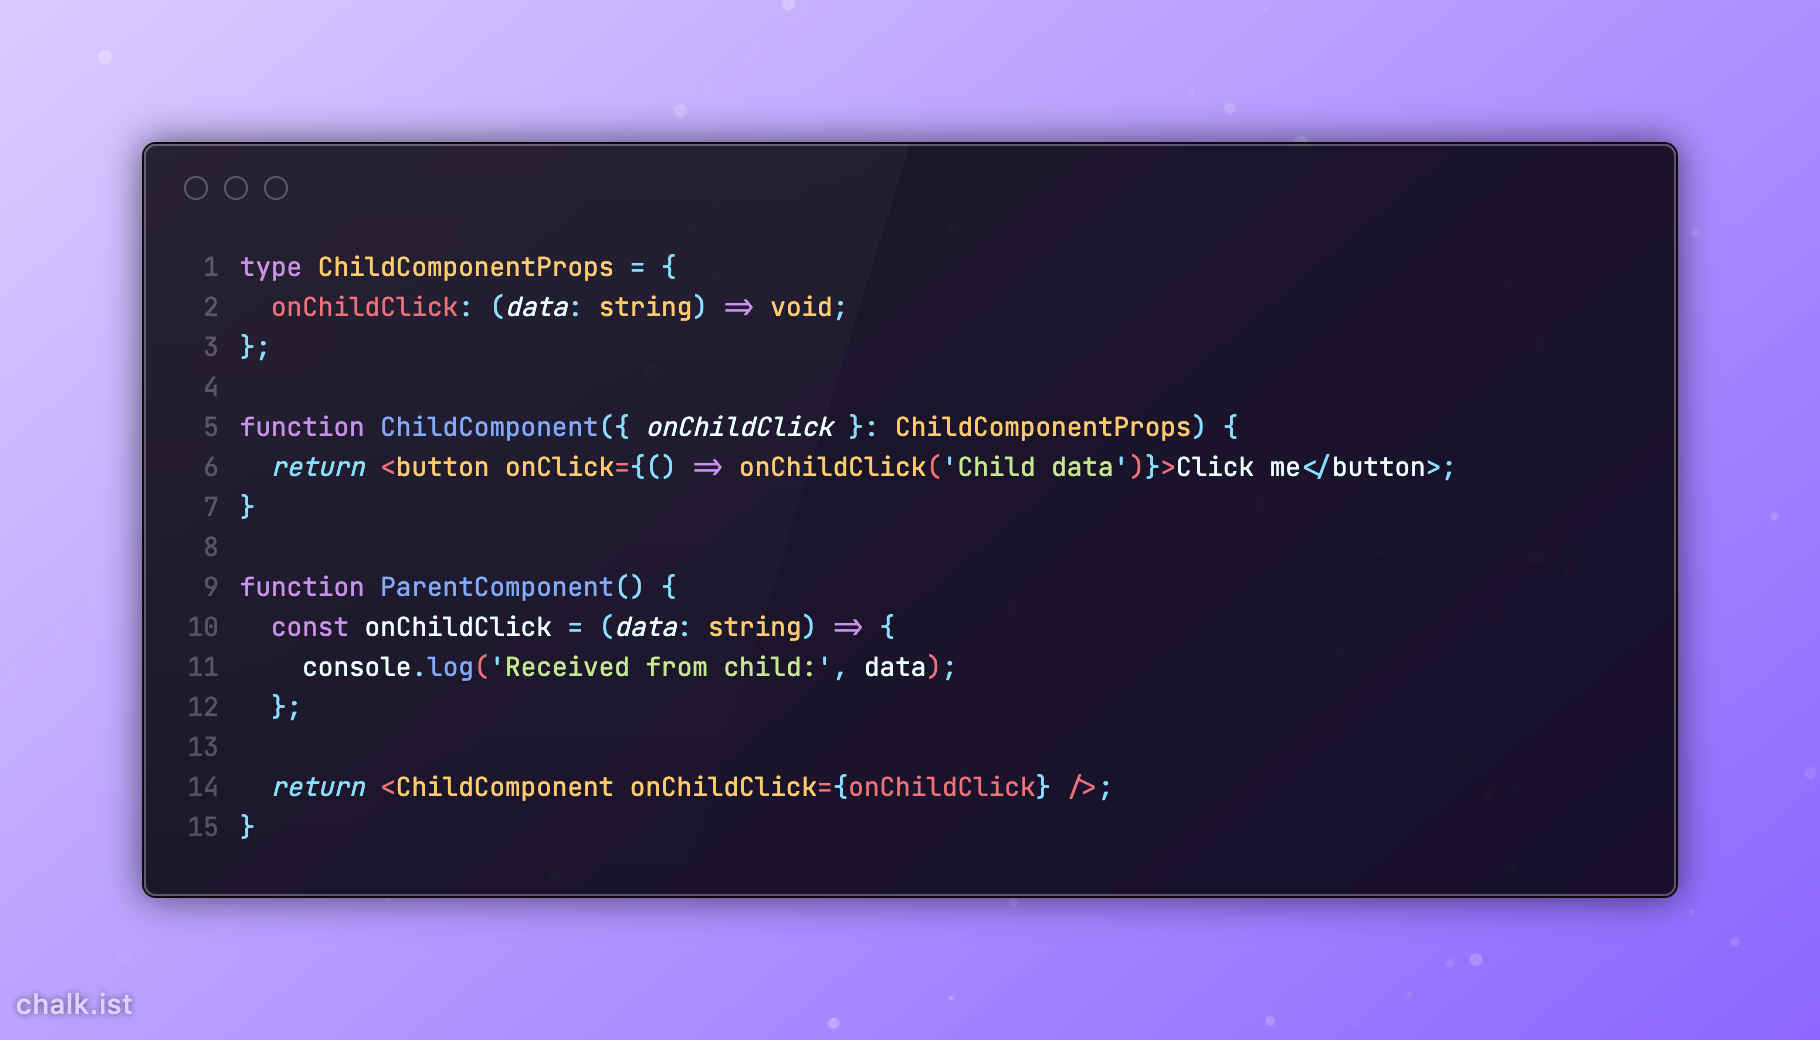 1 type ChildComponentProps = {
2   onChildClick: (data: string) => void;
3 };
4
5 function ChildComponent({ onChildClick }: ChildComponentProps) {
6   return <button onClick={() => onChildClick('Child data')}>Click me</button>;
7 }
8
9 function ParentComponent() {
10   const onChildClick = (data: string) => {
11     console.log('Received from child:', data);
12   };
13
14   return <ChildComponent onChildClick={onChildClick} />;
15 }
chalk.ist